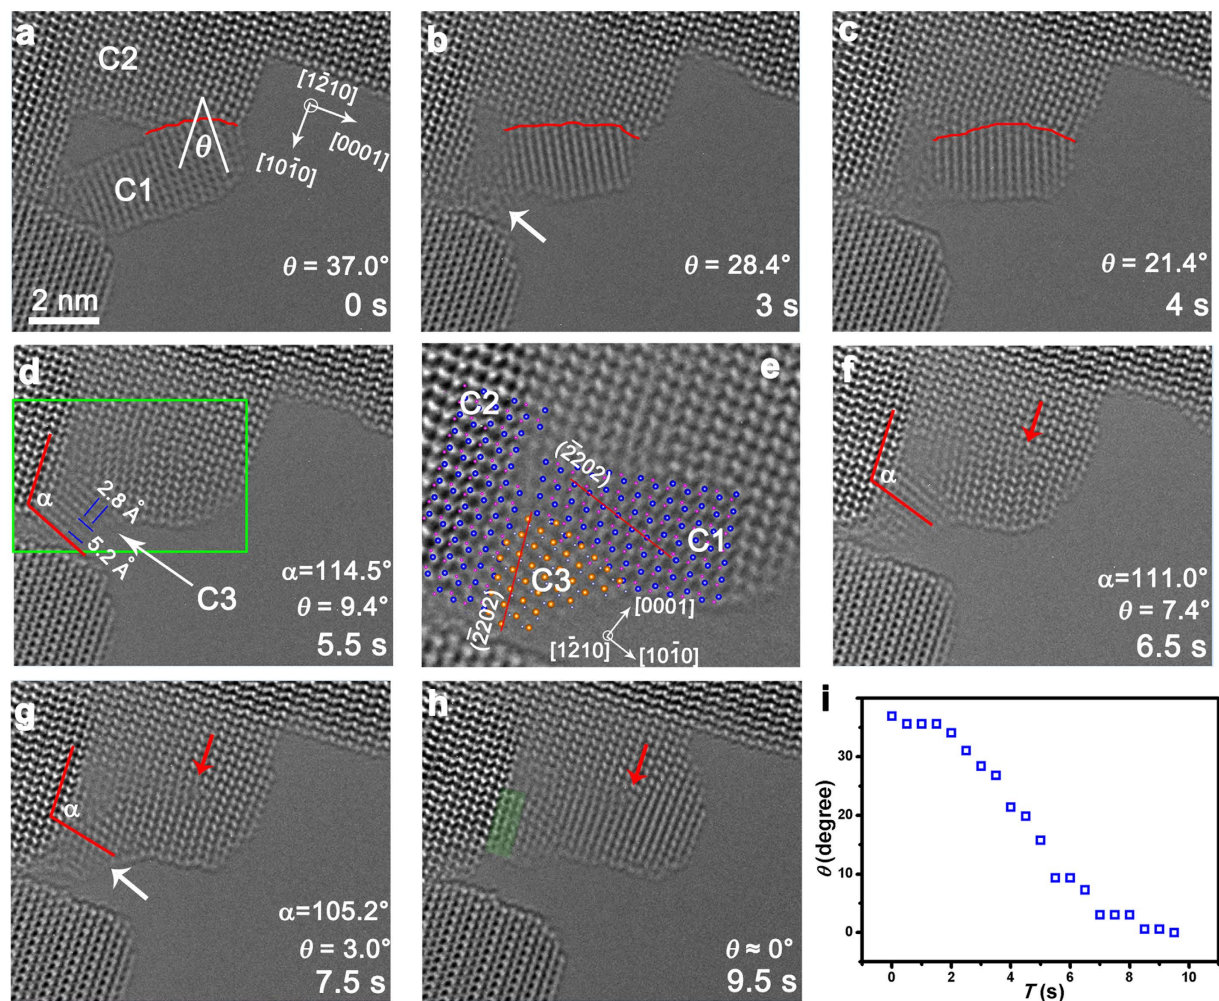 a
C2
[1̄210]
[0001]
[101̄0]
θ
C1
θ = 37.0°
2 nm
0 s
b
θ = 28.4°
3 s
c
θ = 21.4°
4 s
d
α
2.8 Å
5.2 Å
C3
α=114.5°
θ = 9.4°
5.5 s
e
C2
(2̄202)
C1
C3
(2̄202)
[0001]
[12̄10]
[101̄0]
f
α
α=111.0°
θ = 7.4°
6.5 s
g
α
α=105.2°
θ = 3.0°
7.5 s
h
θ ≈ 0°
9.5 s
i
θ (degree)
30
20
10
0
0 2 4 6 8 10
T (s)